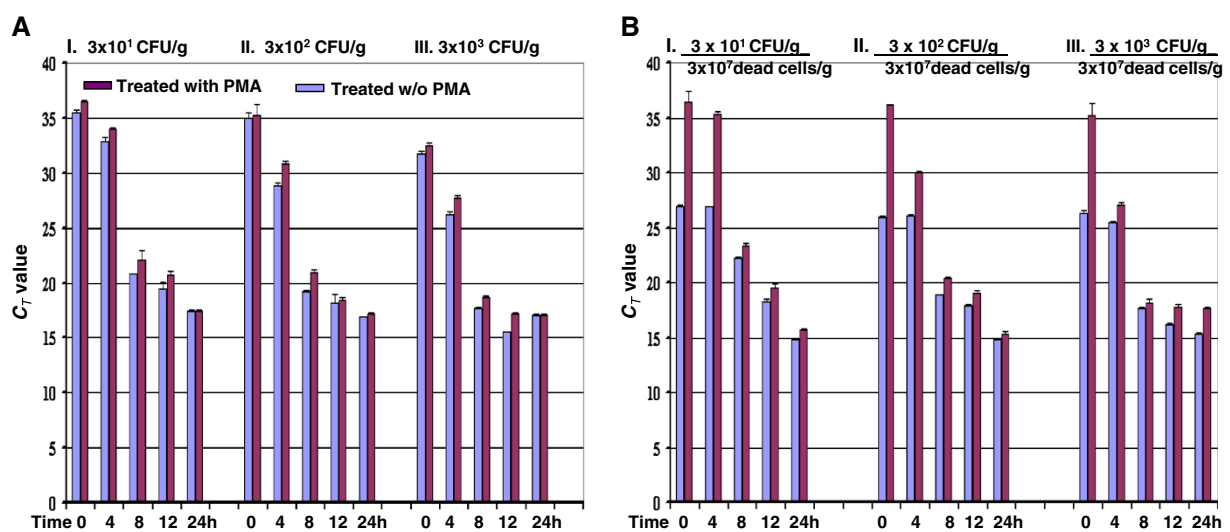 A
I. 3x10¹ CFU/g II. 3x10² CFU/g III. 3x10³ CFU/g
Treated with PMA Treated w/o PMA
40
35
30
25
20
15
10
5
0
C_T value
Time 0 4 8 12 24h 0 4 8 12 24h 0 4 8 12 24h
B
I. 3 x 10¹ CFU/g II. 3 x 10² CFU/g III. 3 x 10³ CFU/g
3x10⁷dead cells/g 3x10⁷dead cells/g 3x10⁷dead cells/g
40
35
30
25
20
15
10
5
0
C_T value
Time 0 4 8 12 24h 0 4 8 12 24h 0 4 8 12 24h